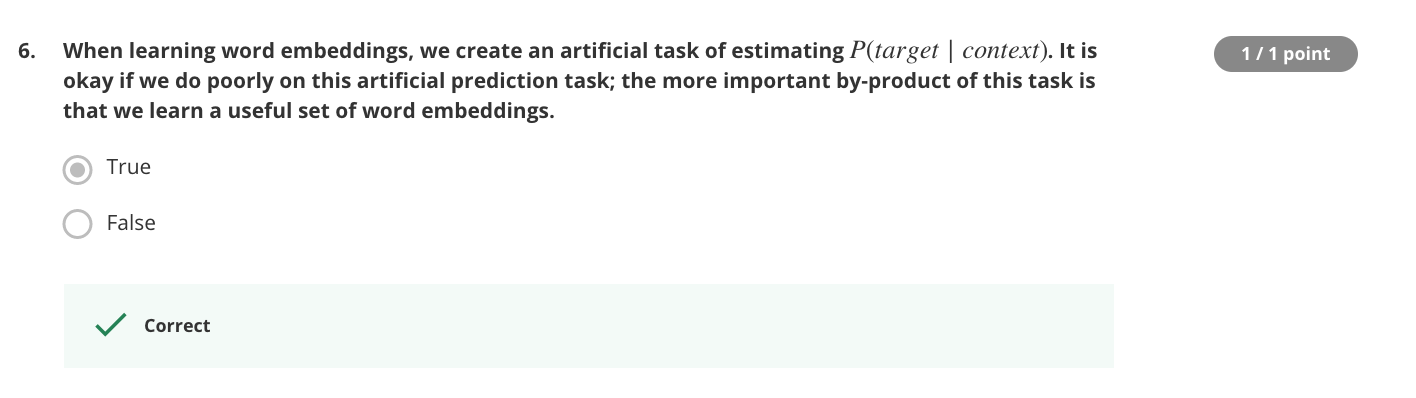 6. When learning word embeddings, we create an artificial task of estimating P(target | context). It is
okay if we do poorly on this artificial prediction task; the more important by-product of this task is
that we learn a useful set of word embeddings.
1 / 1 point
True
False
Correct